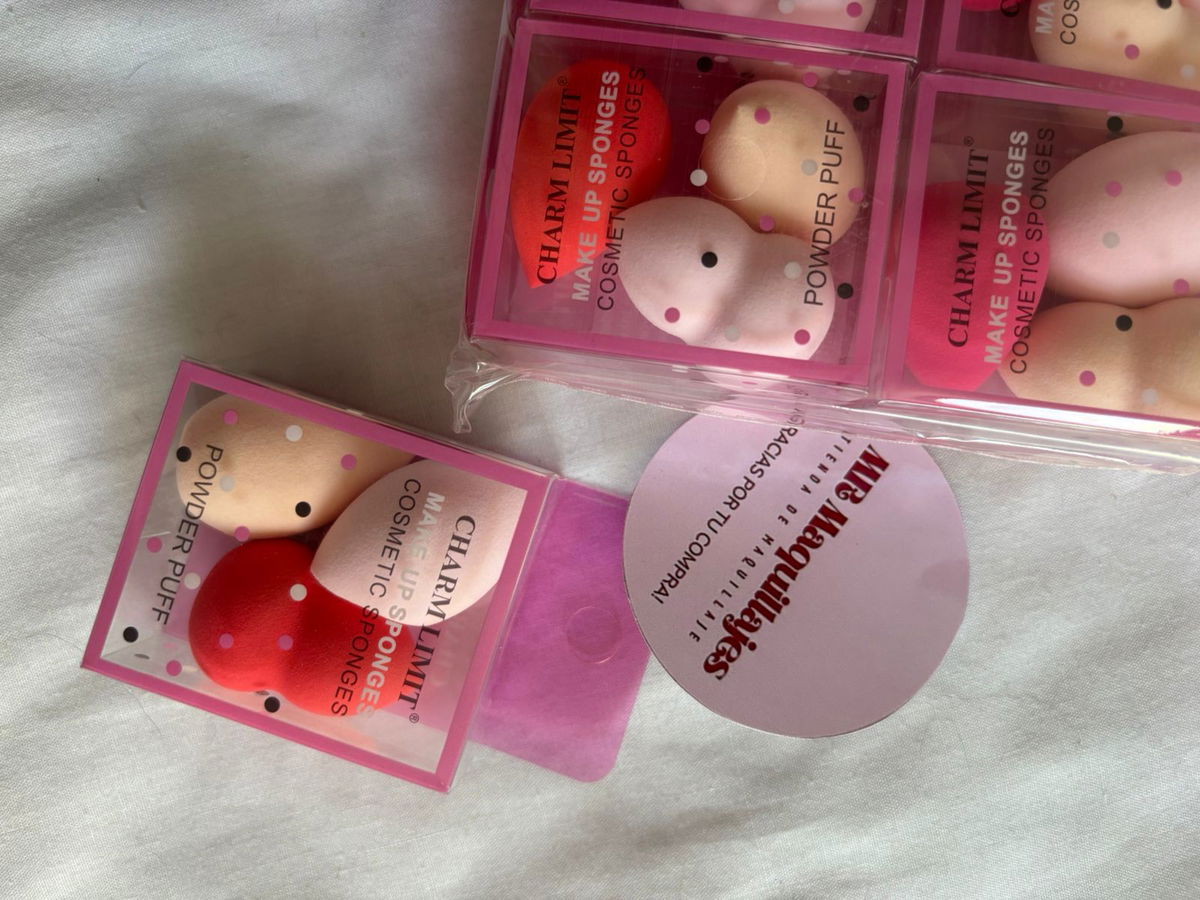 CHARM LIMIT®
MAKE UP SPONGES
COSMETIC SPONGES
POWDER PUFF
CHARM LIMIT®
MAKE UP SPONGES
COSMETIC SPONGES
CHARM LIMIT®
MAKE UP SPONGES
COSMETIC SPONGES
POWDER PUFF
MR Maquillajes
TIENDA DE MAQUILLAJE
¡GRACIAS POR TU COMPRA!